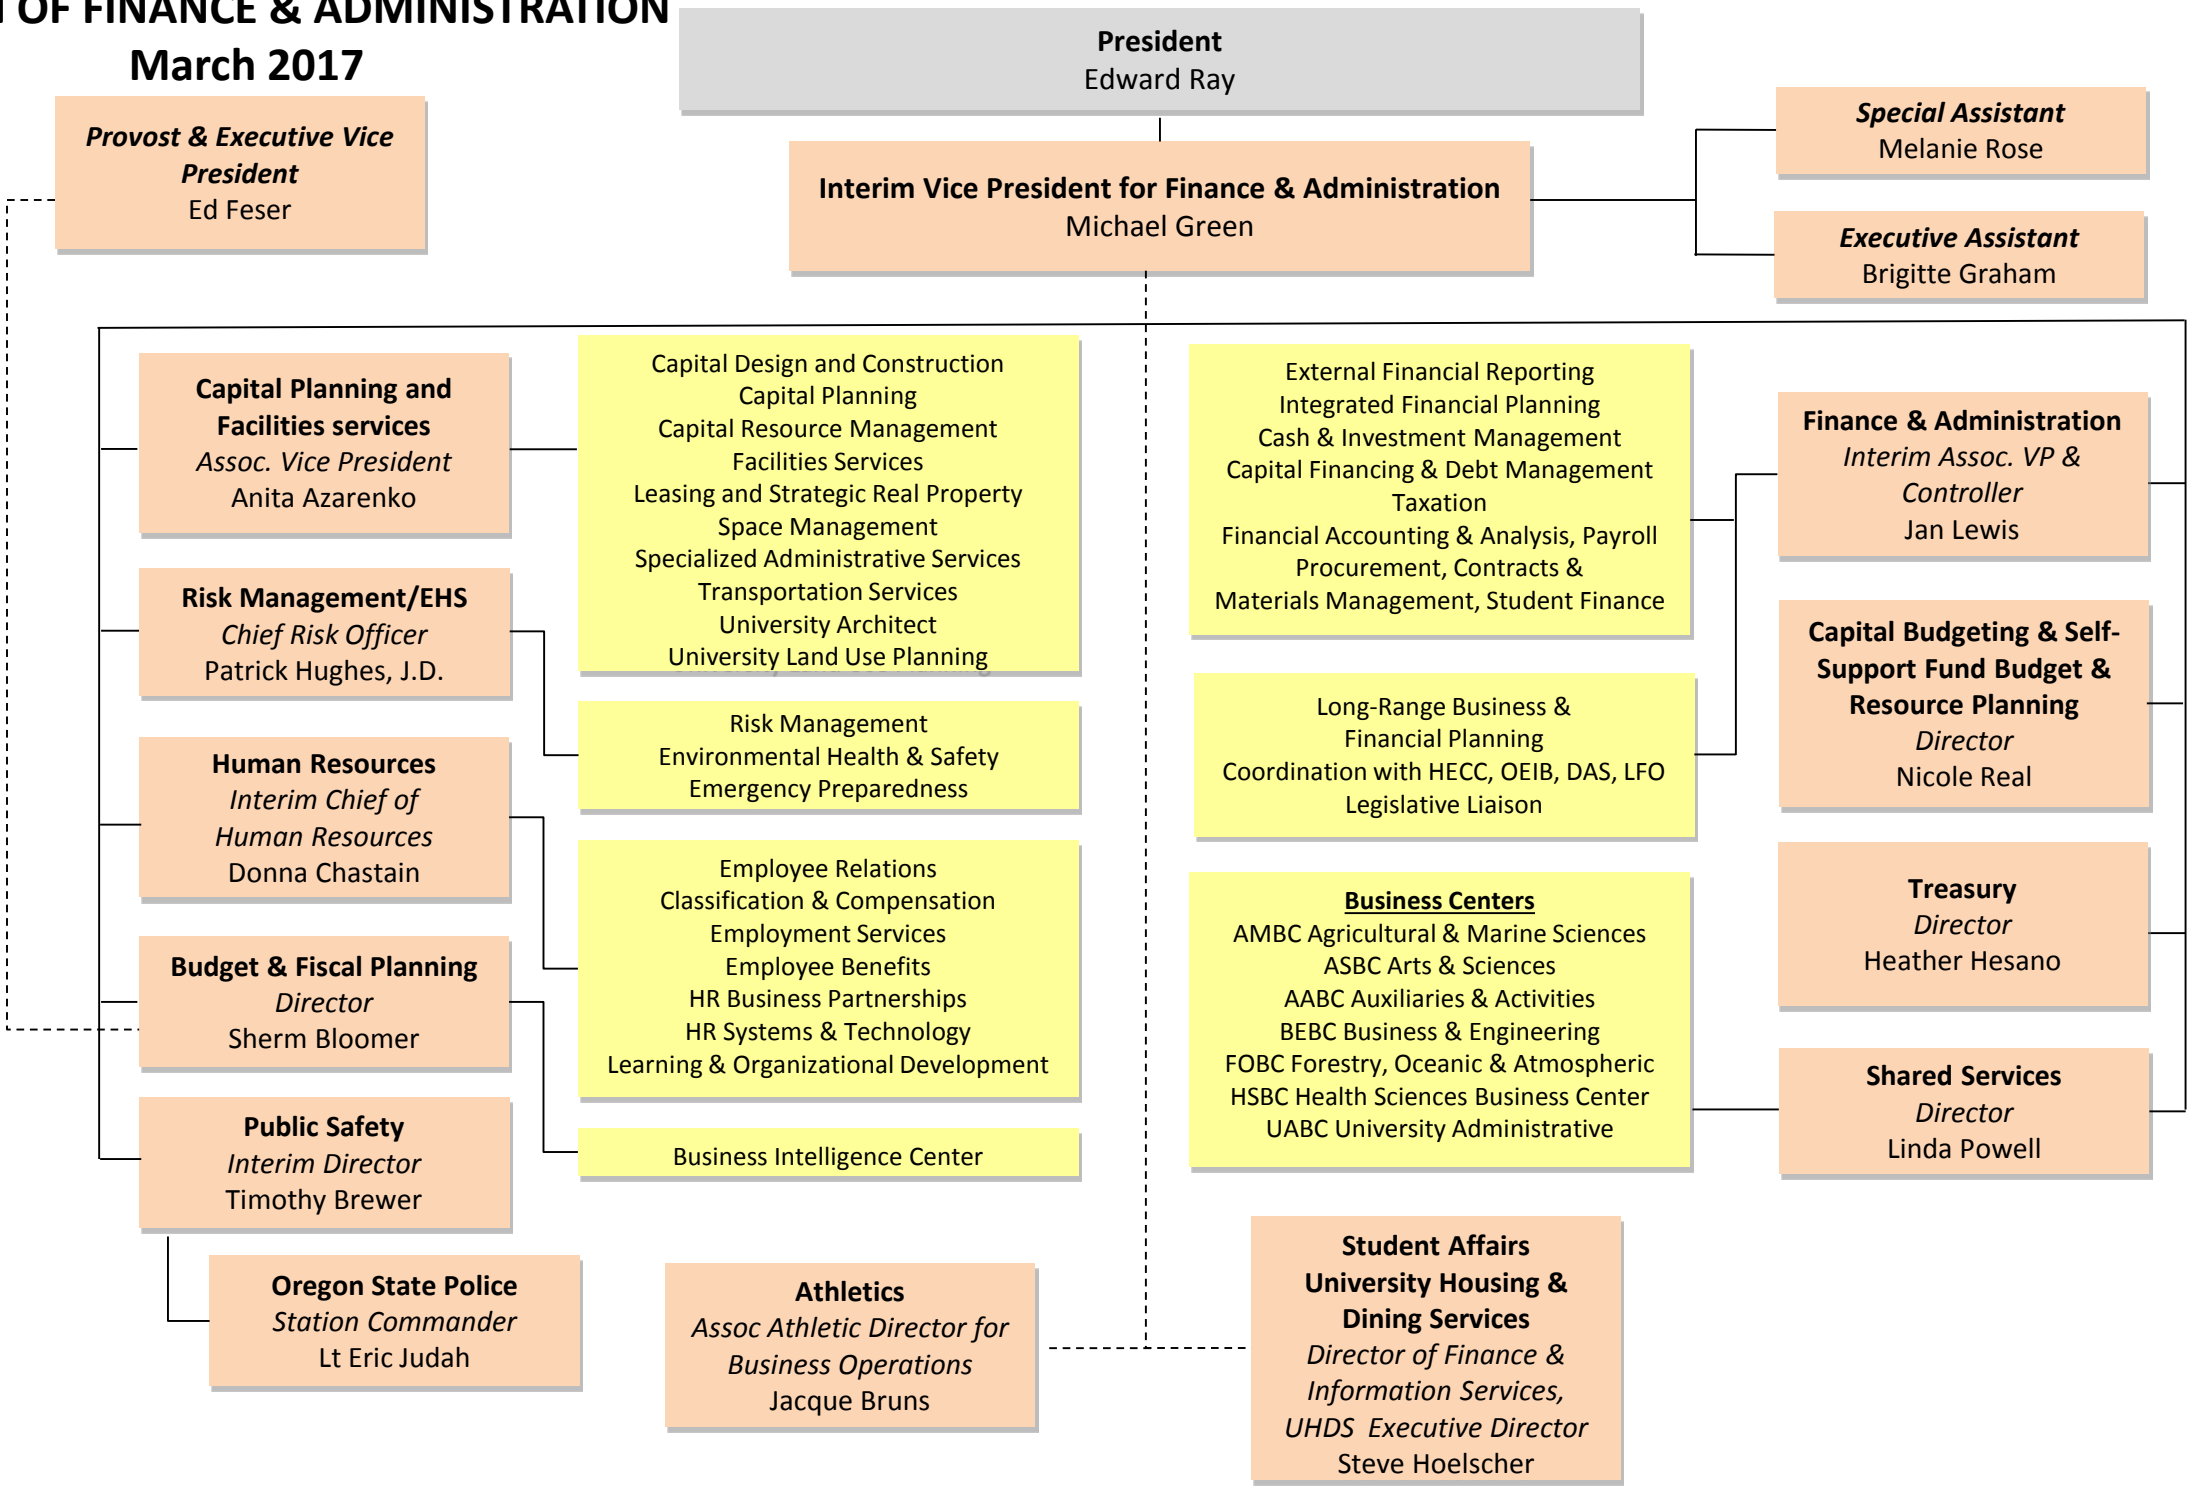 OF FINANCE & ADMINISTRATION
March 2017
President
Edward Ray
Provost & Executive Vice
President
Ed Feser
Interim Vice President for Finance & Administration
Michael Green
Special Assistant
Melanie Rose
Executive Assistant
Brigitte Graham
Capital Planning and
Facilities services
Assoc. Vice President
Anita Azarenko
Risk Management/EHS
Chief Risk Officer
Patrick Hughes, J.D.
Human Resources
Interim Chief of
Human Resources
Donna Chastain
Budget & Fiscal Planning
Director
Sherm Bloomer
Public Safety
Interim Director
Timothy Brewer
Oregon State Police
Station Commander
Lt Eric Judah
Capital Design and Construction
Capital Planning
Capital Resource Management
Facilities Services
Leasing and Strategic Real Property
Space Management
Specialized Administrative Services
Transportation Services
University Architect
University Land Use Planning
Risk Management
Environmental Health & Safety
Emergency Preparedness
Employee Relations
Classification & Compensation
Employment Services
Employee Benefits
HR Business Partnerships
HR Systems & Technology
Learning & Organizational Development
Business Intelligence Center
Athletics
Assoc Athletic Director for
Business Operations
Jacque Bruns
External Financial Reporting
Integrated Financial Planning
Cash & Investment Management
Capital Financing & Debt Management
Taxation
Financial Accounting & Analysis, Payroll
Procurement, Contracts &
Materials Management, Student Finance
Long-Range Business &
Financial Planning
Coordination with HECC, OEIB, DAS, LFO
Legislative Liaison
Business Centers
AMBC Agricultural & Marine Sciences
ASBC Arts & Sciences
AABC Auxiliaries & Activities
BEBC Business & Engineering
FOBC Forestry, Oceanic & Atmospheric
HSBC Health Sciences Business Center
UABC University Administrative
Student Affairs
University Housing &
Dining Services
Director of Finance &
Information Services,
UHDS Executive Director
Steve Hoelscher
Finance & Administration
Interim Assoc. VP &
Controller
Jan Lewis
Capital Budgeting & Self-
Support Fund Budget &
Resource Planning
Director
Nicole Real
Treasury
Director
Heather Hesano
Shared Services
Director
Linda Powell